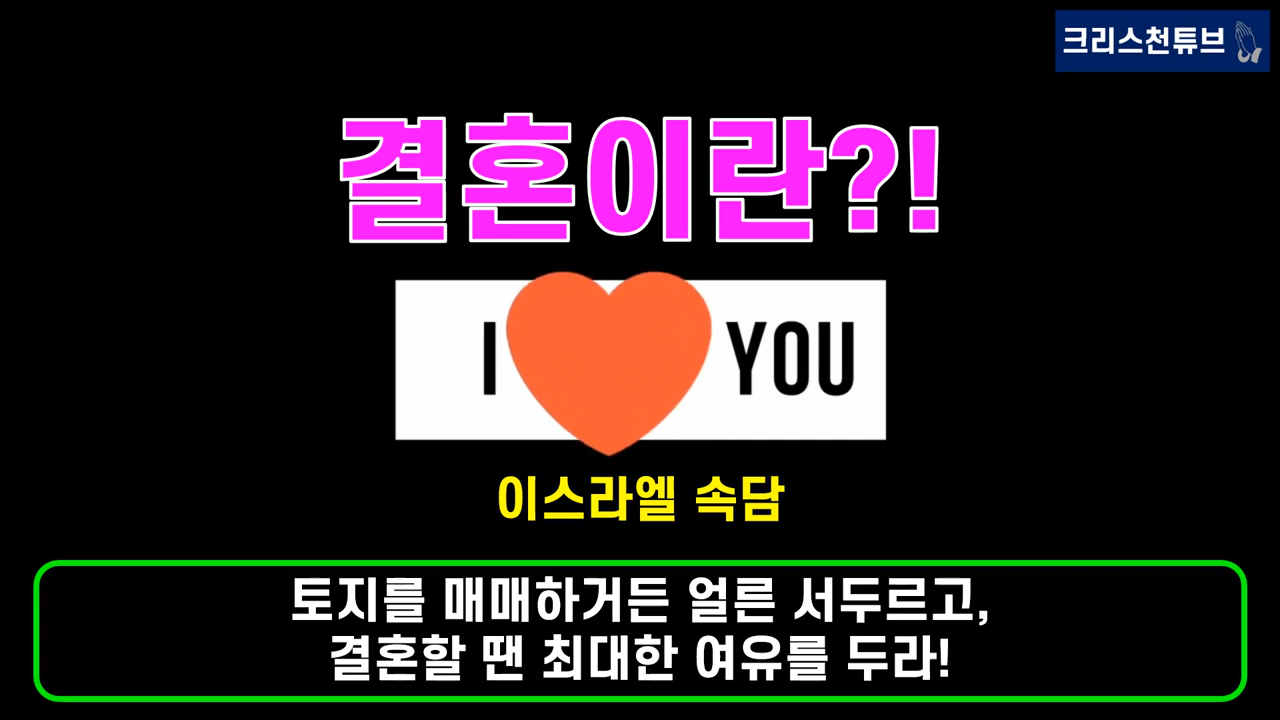 크리스천튜브
결혼이란?!
I YOU
이스라엘 속담
토지를 매매하거든 얼른 서두르고,
결혼할 땐 최대한 여유를 두라!